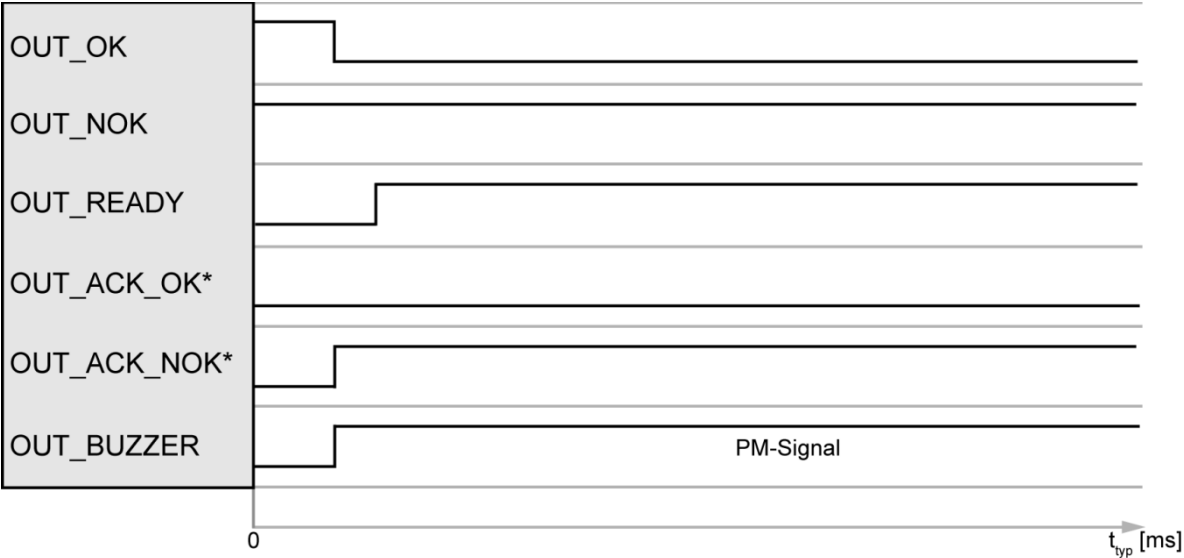 OUT_OK
OUT_NOK
OUT_READY
OUT_ACK_OK*
OUT_ACK_NOK*
OUT_BUZZER
PM-Signal
0
t_typ [ms]